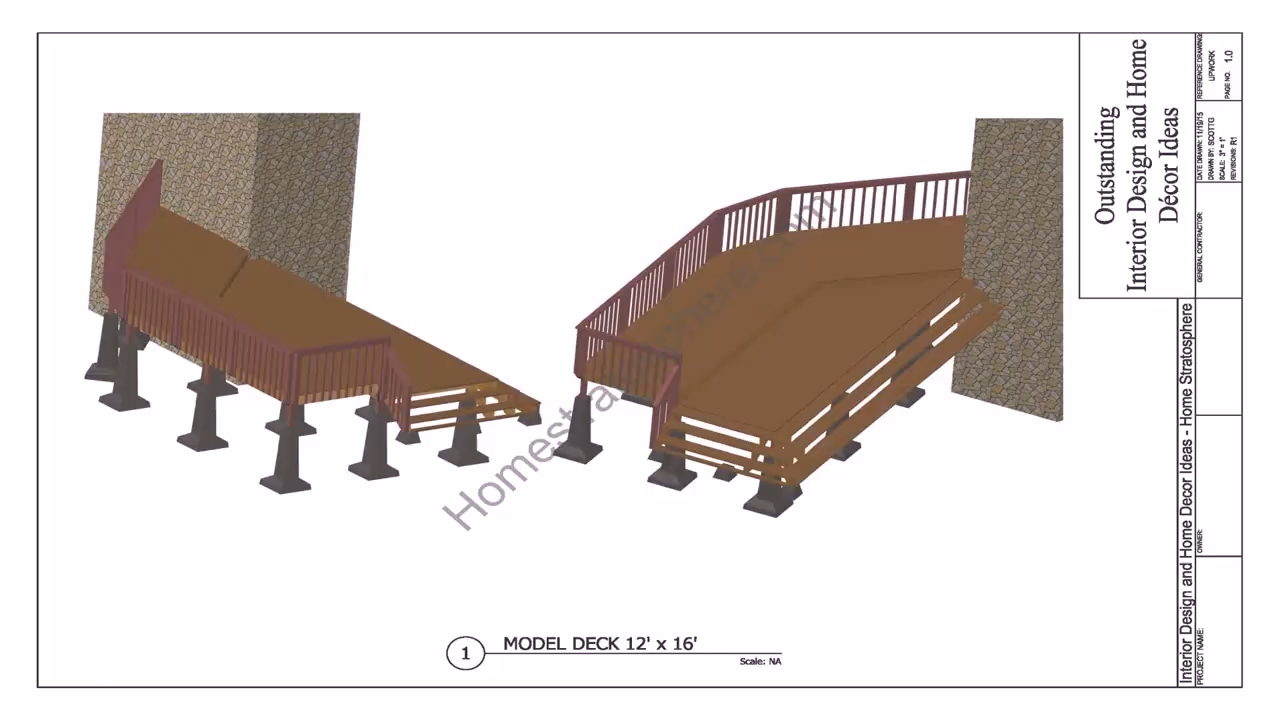 Outstanding
Interior Design and Home
Décor Ideas
REFERENCE DRAWING:
UPWORK
PAGE NO. 1.0
DATE DRAWN: 11/19/15
DRAWN BY: SCOTTG
SCALE: 3" = 1'
REVISIONS: R1
GENERAL CONTRACTOR:
Interior Design and Home Decor Ideas - Home Stratosphere
OWNER:
PROJECT NAME:
Homestratosphere.com
1
MODEL DECK 12' x 16'
Scale: NA